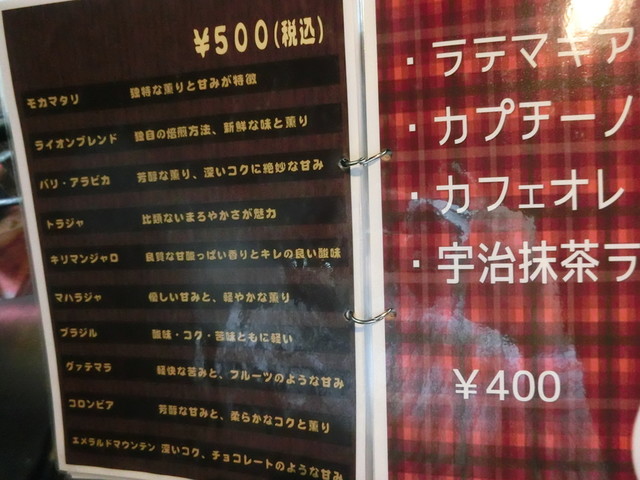 ¥500(税込)
モカマタリ 独特な薫りと甘みが特徴
ライオンブレンド 独自の焙煎方法、新鮮な味と薫り
バリ・アラビカ 芳醇な薫り、深いコクに絶妙な甘み
トラジャ 比類ないまろやかさが魅力
キリマンジャロ 良質な甘酸っぱい香りとキレの良い酸味
マハラジャ 優しい甘みと、軽やかな薫り
ブラジル 酸味・コク・苦味ともに軽い
ヴァテマラ 軽快な苦みと、フルーツのような甘み
コロンビア 芳醇な甘みと、柔らかなコクと薫り
エメラルドマウンテン 深いコク、チョコレートのような甘み
・ラテマキア
・カプチーノ
・カフェオレ
・宇治抹茶ラ
￥400